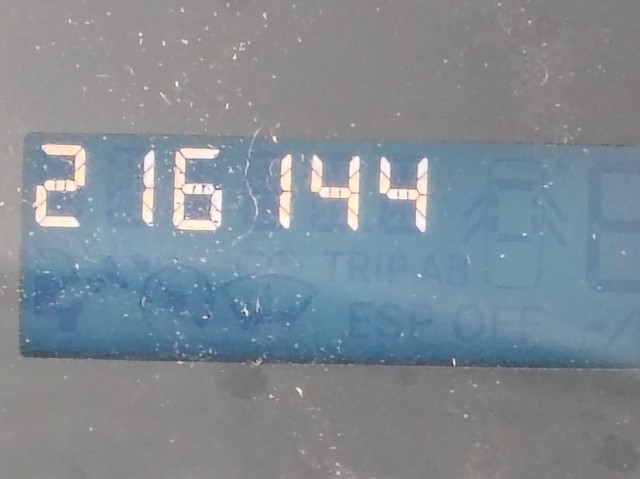 216144
TRIP AB
ESP OFF